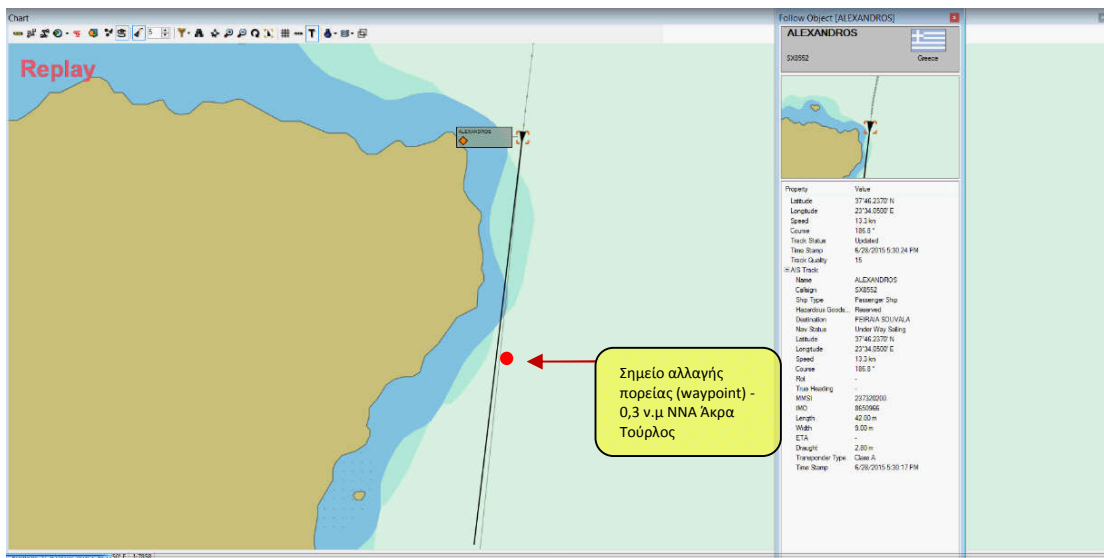 Chart
5
Replay
ALEXANDROS
Σημείο αλλαγής
πορείας (waypoint) -
0,3 ν.μ ΝΝΑ Άκρα
Τούρλος
Follow Object [ALEXANDROS]
ALEXANDROS
SX8552 Greece
Property Value
Latitude 37°46.2370' N
Longtude 23°34.0500' E
Speed 13.3 kn
Course 186.8 °
Track Status Updated
Time Stamp 6/28/2015 5:30:24 PM
Track Quality 15
AIS Track
Name ALEXANDROS
Callsign SX8552
Ship Type Passenger Ship
Hazardous Goods... Reserved
Destination PEIRAIA SOUVALA
Nav Status Under Way Sailing
Latitude 37°46.2370' N
Longtude 23°34.0500' E
Speed 13.3 kn
Course 186.8 °
Rot -
True Heading -
MMSI 237320200
IMO 8650966
Length 42.00 m
Width 9.00 m
ETA -
Draught 2.80 m
Transponder Type Class A
Time Stamp 6/28/2015 5:30:17 PM